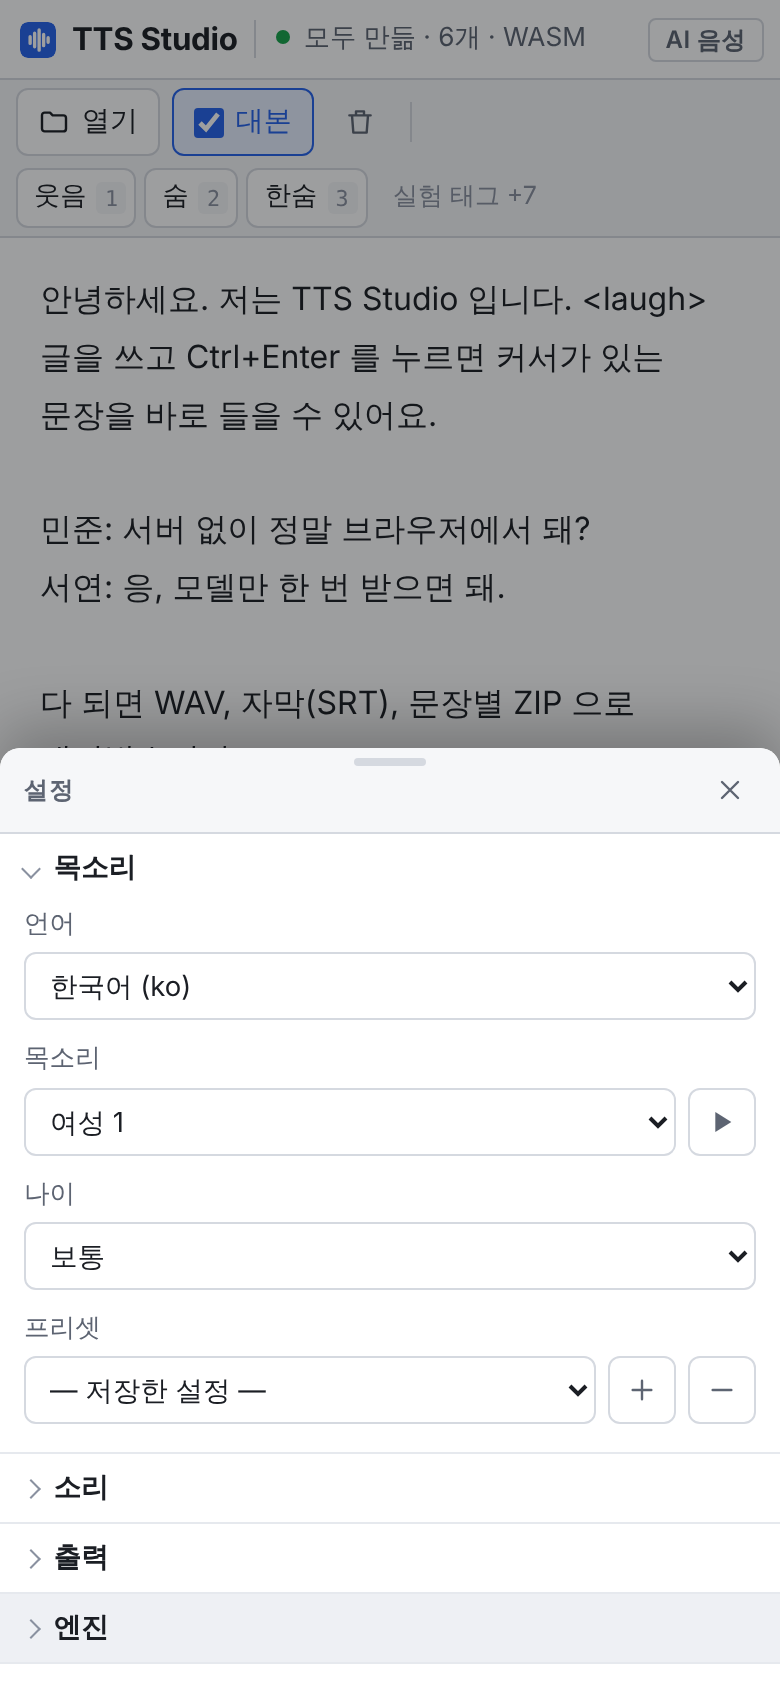 TTS Studio
모두 만듦 · 6개 · WASM
AI 음성
열기
대본
웃음 1
숨 2
한숨 3
실험 태그 +7
안녕하세요. 저는 TTS Studio 입니다. <laugh>
글을 쓰고 Ctrl+Enter 를 누르면 커서가 있는
문장을 바로 들을 수 있어요.
민준: 서버 없이 정말 브라우저에서 돼?
서연: 응, 모델만 한 번 받으면 돼.
다 되면 WAV, 자막(SRT), 문장별 ZIP 으로
설정
목소리
언어
한국어 (ko)
목소리
여성 1
나이
보통
프리셋
— 저장한 설정 —
소리
출력
엔진